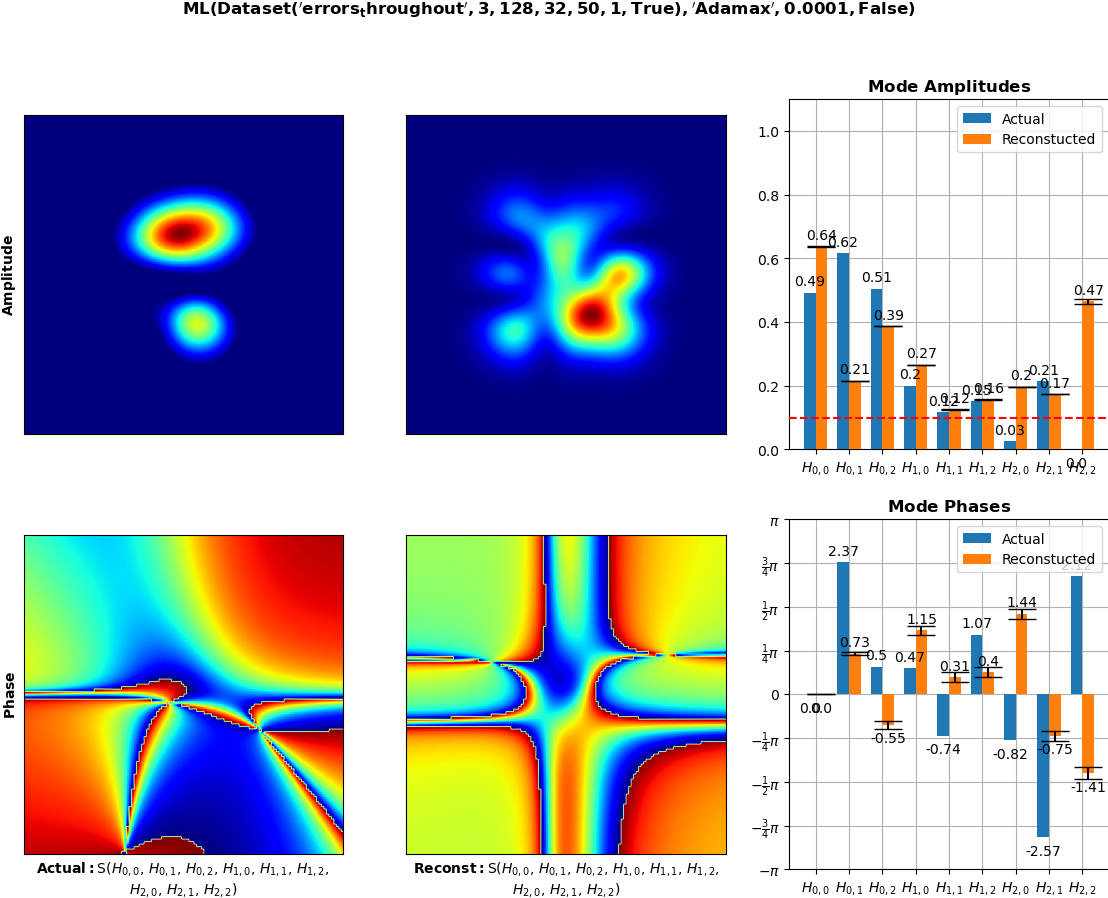 ML(Dataset('errors_throughout', 3, 128, 32, 50, 1, True), 'Adamax', 0.0001, False)
Amplitude
Mode Amplitudes
Actual
Reconstucted
1.0
0.8
0.6
0.4
0.2
0.0
0.49 0.64 0.62 0.21 0.51 0.39 0.2 0.27 0.12 0.12 0.15 0.16 0.03 0.2 0.21 0.17 0.0 0.47
H0,0 H0,1 H0,2 H1,0 H1,1 H1,2 H2,0 H2,1 H2,2
Phase
Mode Phases
Actual
Reconstucted
π
3/4π
1/2π
1/4π
0
−1/4π
−1/2π
−3/4π
−π
0.0 0.0 2.37 0.73 0.5 -0.55 0.47 1.15 -0.74 0.31 1.07 0.4 -0.82 1.44 -2.57 -0.75 -1.41
H0,0 H0,1 H0,2 H1,0 H1,1 H1,2 H2,0 H2,1 H2,2
Actual: S(H0,0, H0,1, H0,2, H1,0, H1,1, H1,2,
H2,0, H2,1, H2,2)
Reconst: S(H0,0, H0,1, H0,2, H1,0, H1,1, H1,2,
H2,0, H2,1, H2,2)